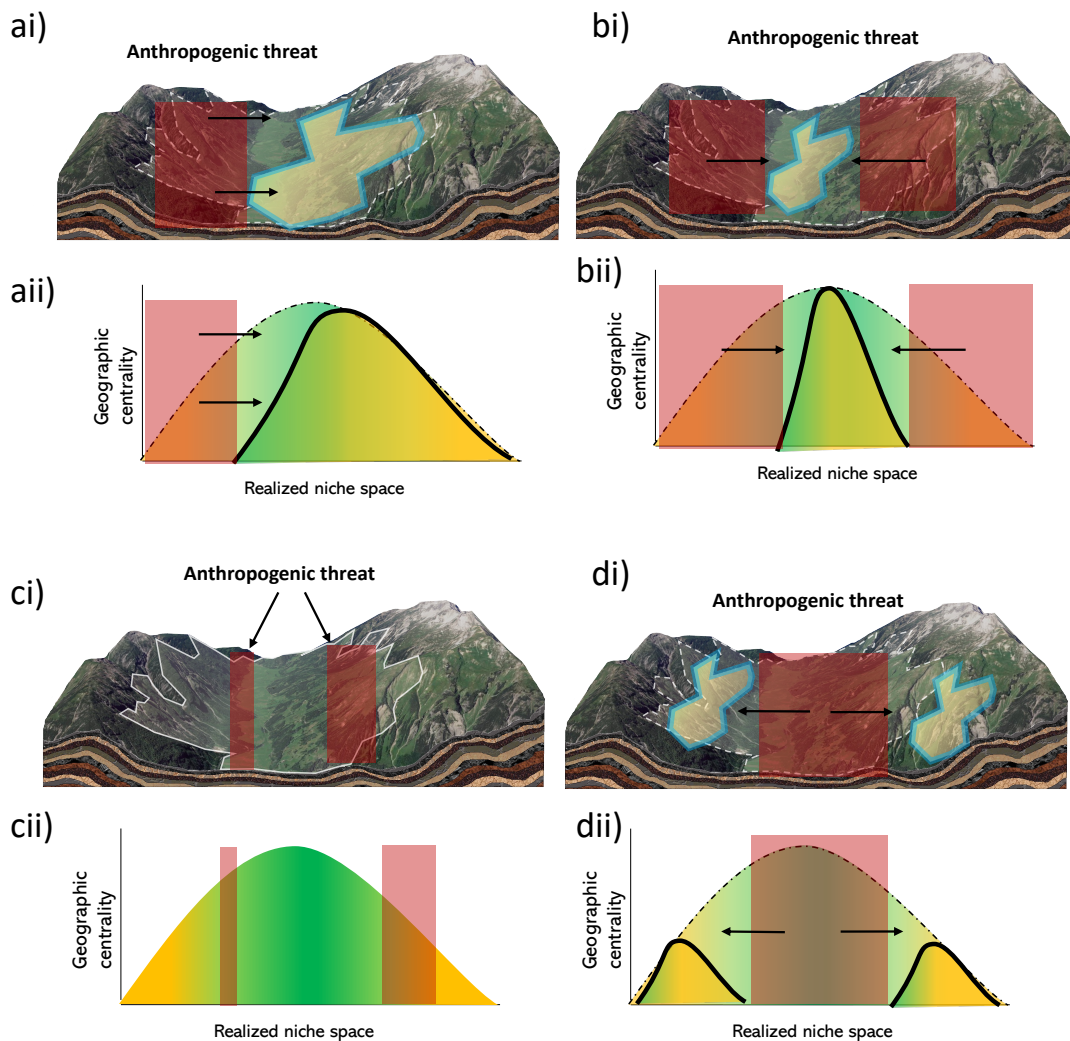 ai)
Anthropogenic threat
bi)
Anthropogenic threat
aii)
Geographic
centrality
Realized niche space
bii)
Geographic
centrality
Realized niche space
ci)
Anthropogenic threat
di)
Anthropogenic threat
cii)
Geographic
centrality
Realized niche space
dii)
Geographic
centrality
Realized niche space